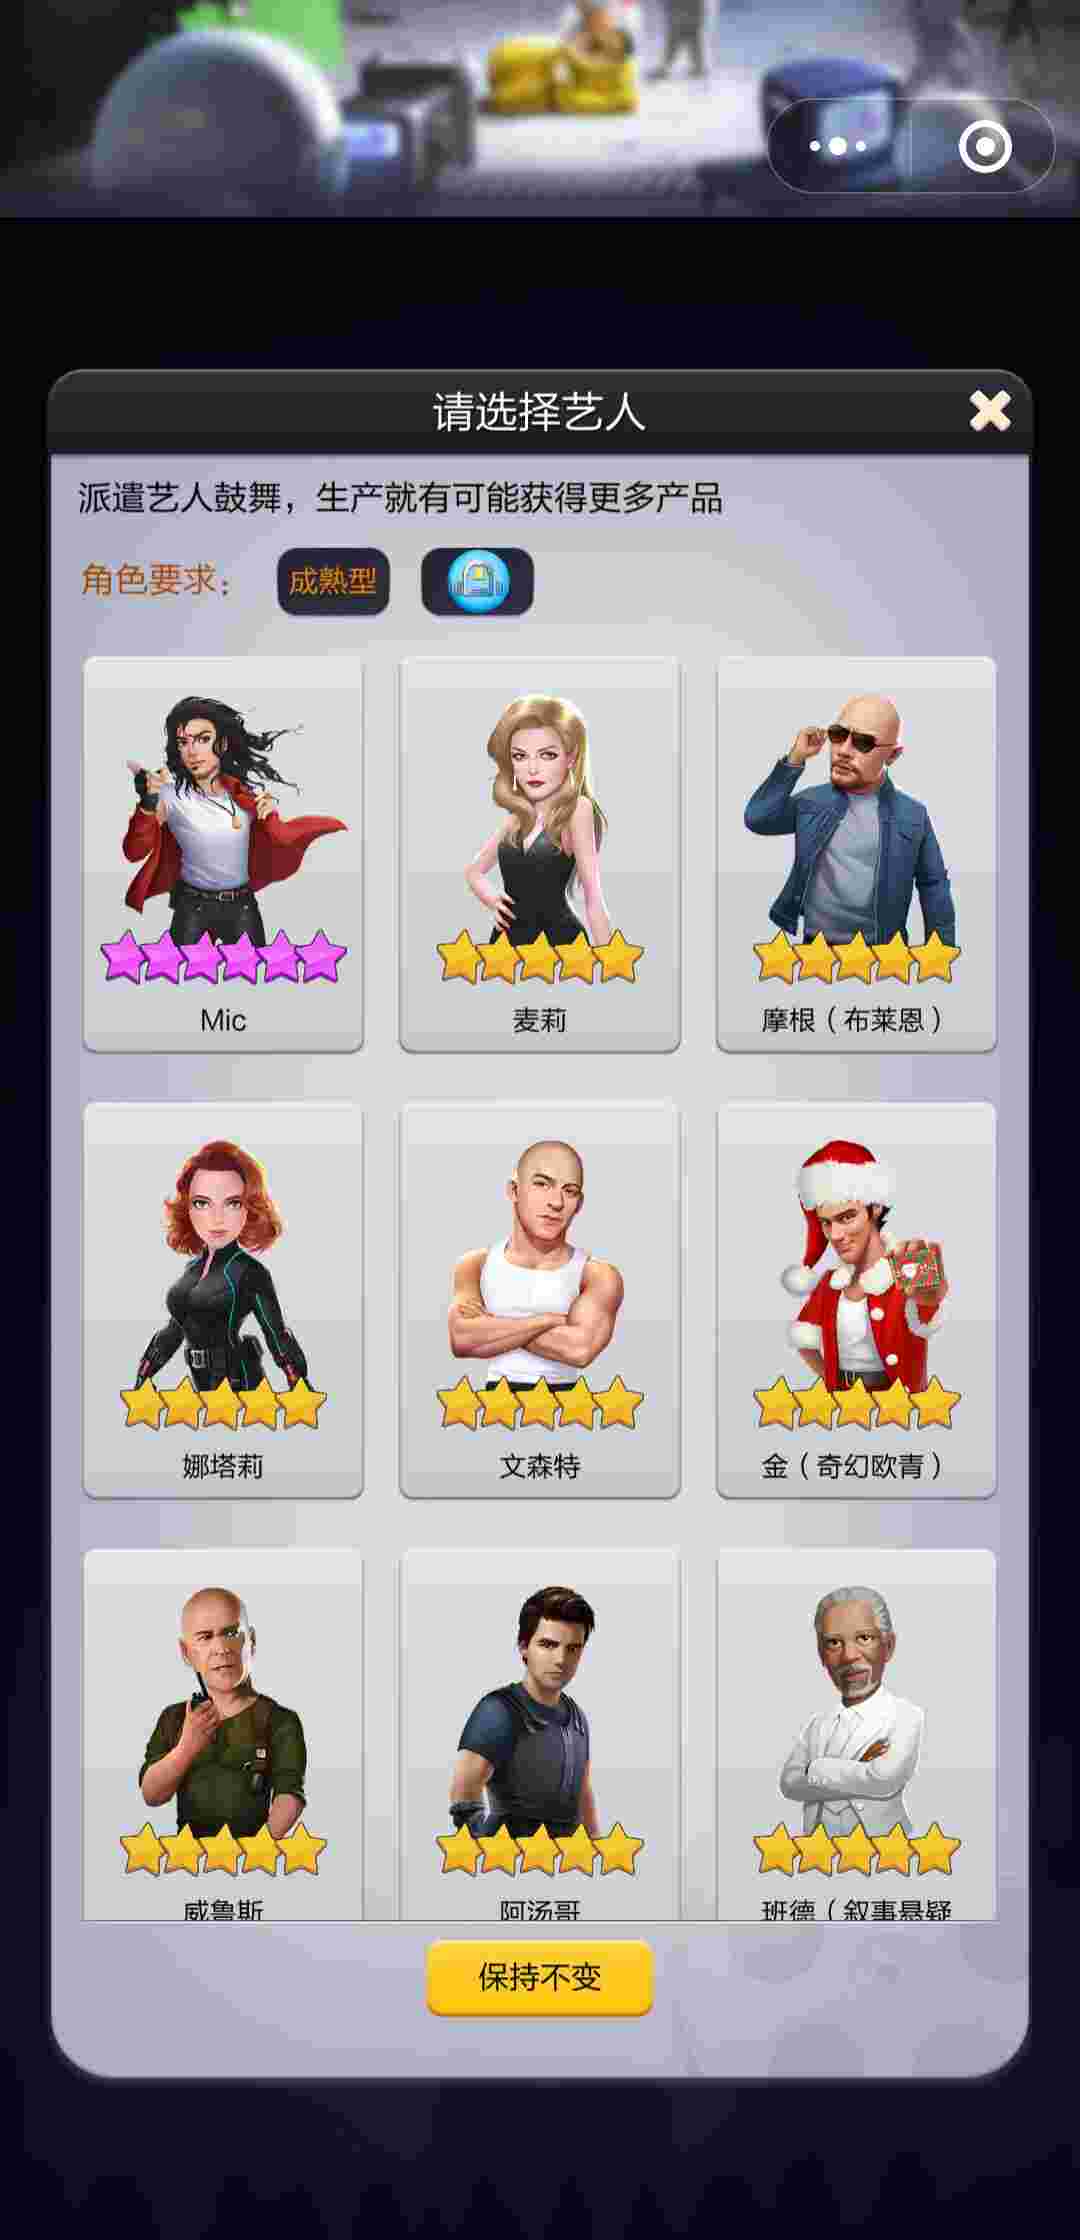 请选择艺人
派遣艺人鼓舞，生产就有可能获得更多产品
角色要求： 成熟型
Mic 麦莉 摩根（布莱恩）
娜塔莉 文森特 金（奇幻欧青）
威鲁斯 阿汤哥 班德（叙事悬疑
保持不变